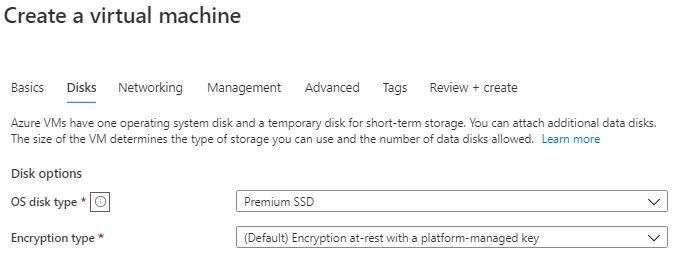 Create a virtual machine
Basics Disks Networking Management Advanced Tags Review + create
Azure VMs have one operating system disk and a temporary disk for short-term storage. You can attach additional data disks.
The size of the VM determines the type of storage you can use and the number of data disks allowed. Learn more
Disk options
OS disk type * Premium SSD
Encryption type * (Default) Encryption at-rest with a platform-managed key